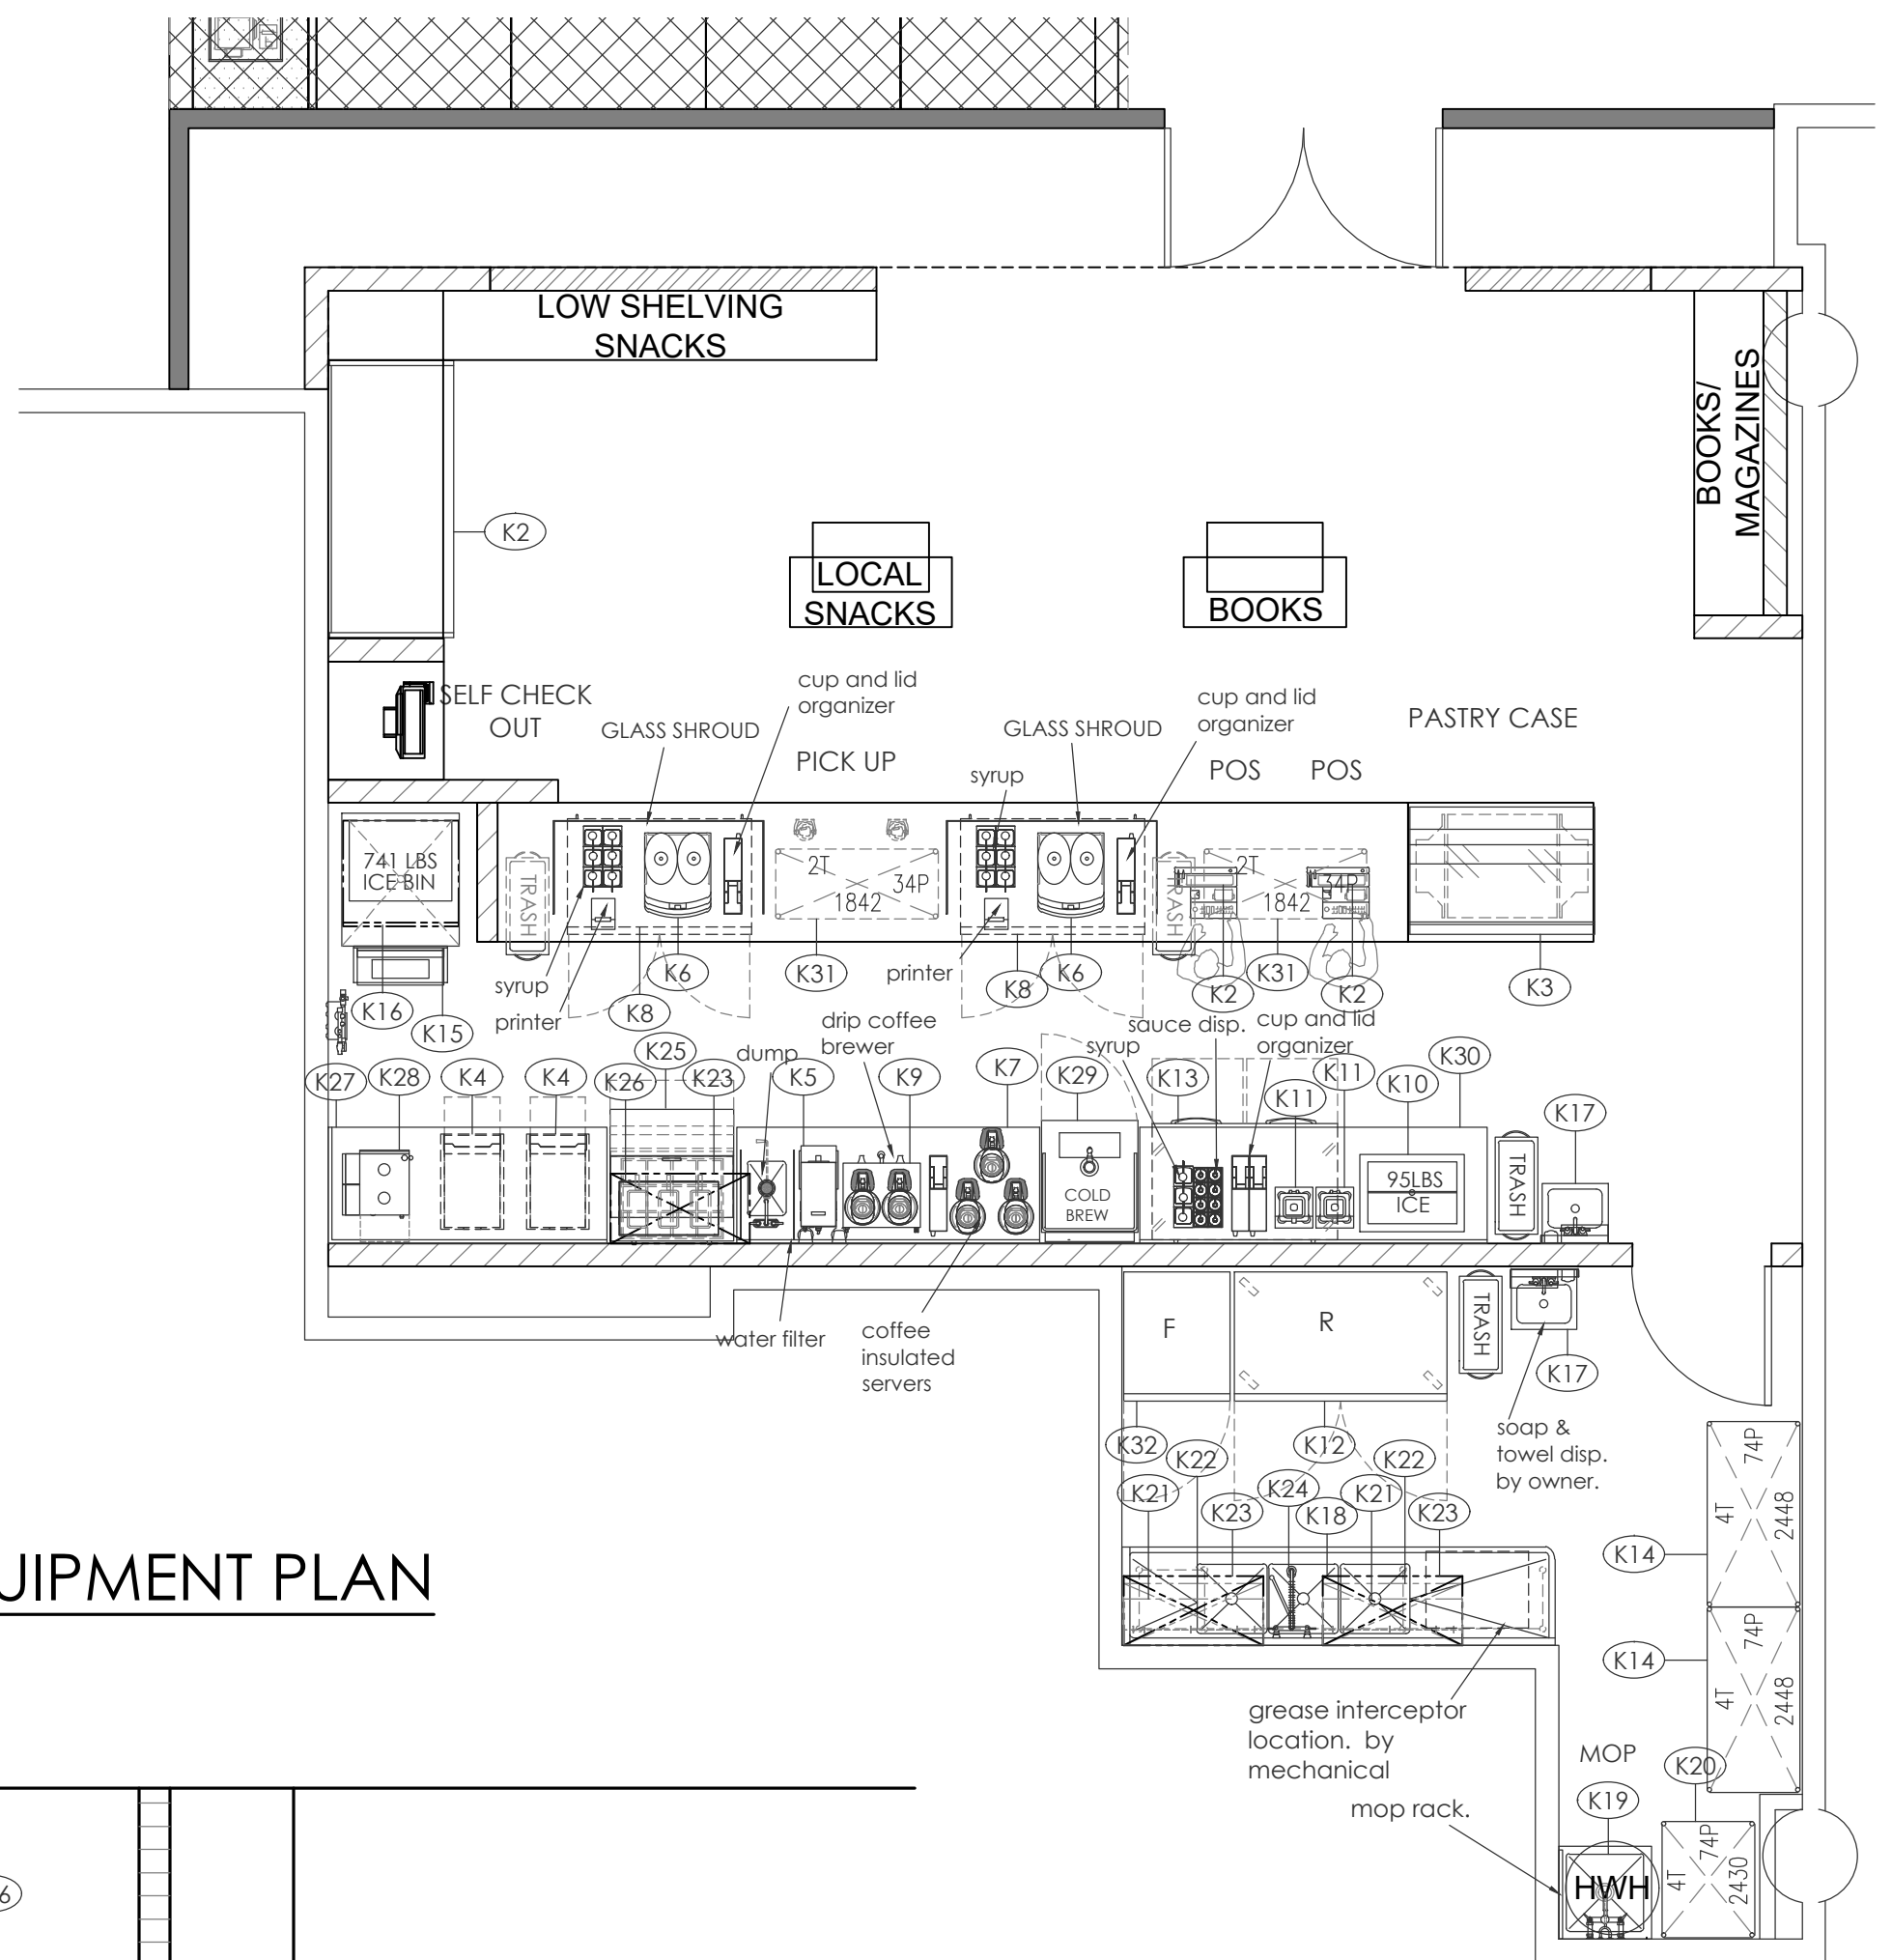 LOW SHELVING
SNACKS
BOOKS/
MAGAZINES
K2
LOCAL
SNACKS
BOOKS
SELF CHECK
OUT
GLASS SHROUD
cup and lid
organizer
PICK UP
syrup
GLASS SHROUD
cup and lid
organizer
POS
POS
PASTRY CASE
741 LBS
ICE BIN
TRASH
2T
34P
1842
TRASH
2T
34P
1842
K16
K15
syrup
printer
K8
K6
K31
printer
K8
K6
K2
K31
K2
K3
K27
K28
K4
K4
K26
K25
K23
dump
K5
drip coffee
brewer
K9
K7
K29
syrup
K13
sauce disp.
cup and lid
organizer
K11
K11
K10
K30
K17
COLD
BREW
95LBS
ICE
TRASH
water filter
coffee
insulated
servers
F
R
TRASH
K17
soap &
towel disp.
by owner.
K32
K22
K12
K22
K21
K23
K24
K18
K21
K23
74P
4T
2448
K14
74P
4T
2448
K14
UIPMENT PLAN
grease interceptor
location. by
mechanical
mop rack.
MOP
K20
K19
HWH
74P
4T
2430
6